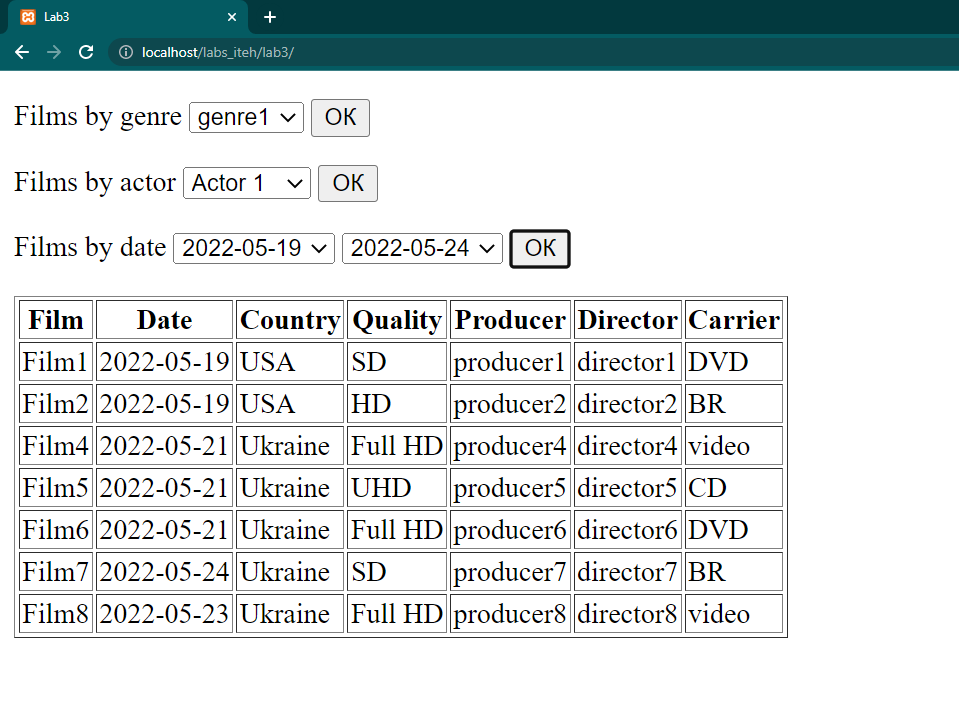 Lab3
localhost/labs_iteh/lab3/
Films by genre genre1 OK
Films by actor Actor 1 OK
Films by date 2022-05-19 2022-05-24 OK
Film Date Country Quality Producer Director Carrier
Film1 2022-05-19 USA SD producer1 director1 DVD
Film2 2022-05-19 USA HD producer2 director2 BR
Film4 2022-05-21 Ukraine Full HD producer4 director4 video
Film5 2022-05-21 Ukraine UHD producer5 director5 CD
Film6 2022-05-21 Ukraine Full HD producer6 director6 DVD
Film7 2022-05-24 Ukraine SD producer7 director7 BR
Film8 2022-05-23 Ukraine Full HD producer8 director8 video